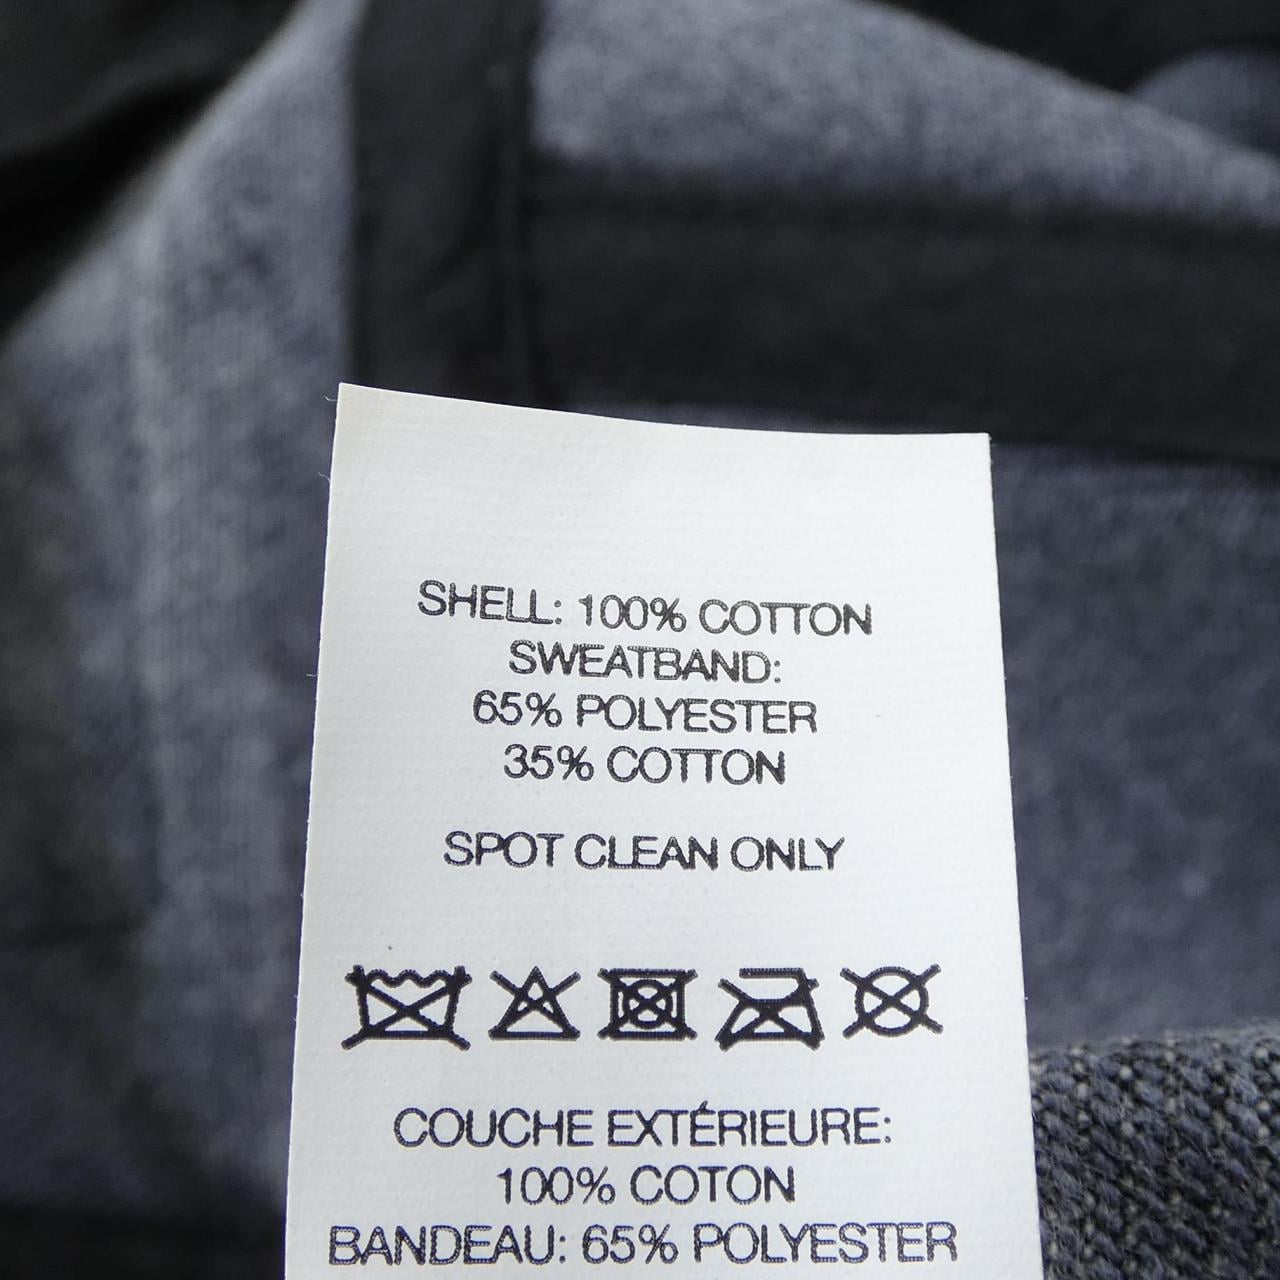 SHELL: 100% COTTON
SWEATBAND:
65% POLYESTER
35% COTTON
SPOT CLEAN ONLY
COUCHE EXTÉRIEURE:
100% COTON
BANDEAU: 65% POLYESTER